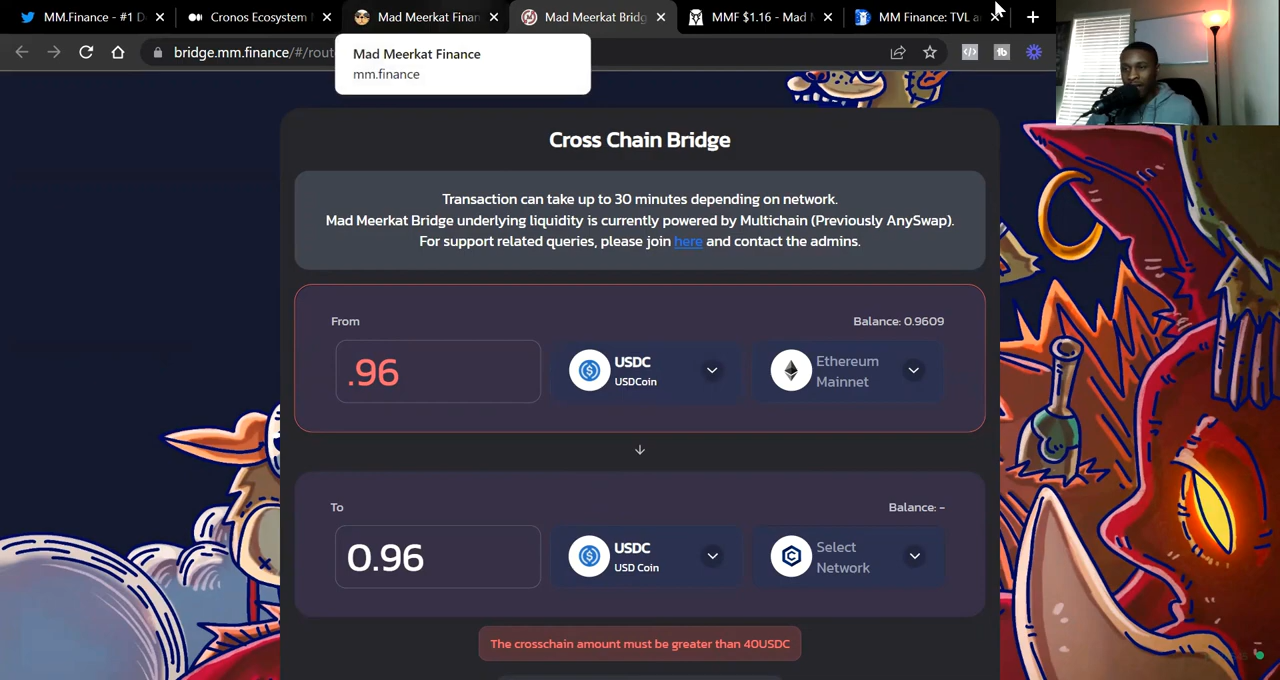 MM.Finance - #1 D
Cronos Ecosystem
Mad Meerkat Finan
Mad Meerkat Bridg
MMF $1.16 - Mad
MM Finance: TVL a
bridge.mm.finance/#/rout
Mad Meerkat Finance
mm.finance
Cross Chain Bridge
Transaction can take up to 30 minutes depending on network.
Mad Meerkat Bridge underlying liquidity is currently powered by Multichain (Previously AnySwap).
For support related queries, please join here and contact the admins.
From
Balance: 0.9609
.96
USDC
USDCoin
Ethereum
Mainnet
To
Balance: -
0.96
USDC
USD Coin
Select
Network
The crosschain amount must be greater than 40USDC